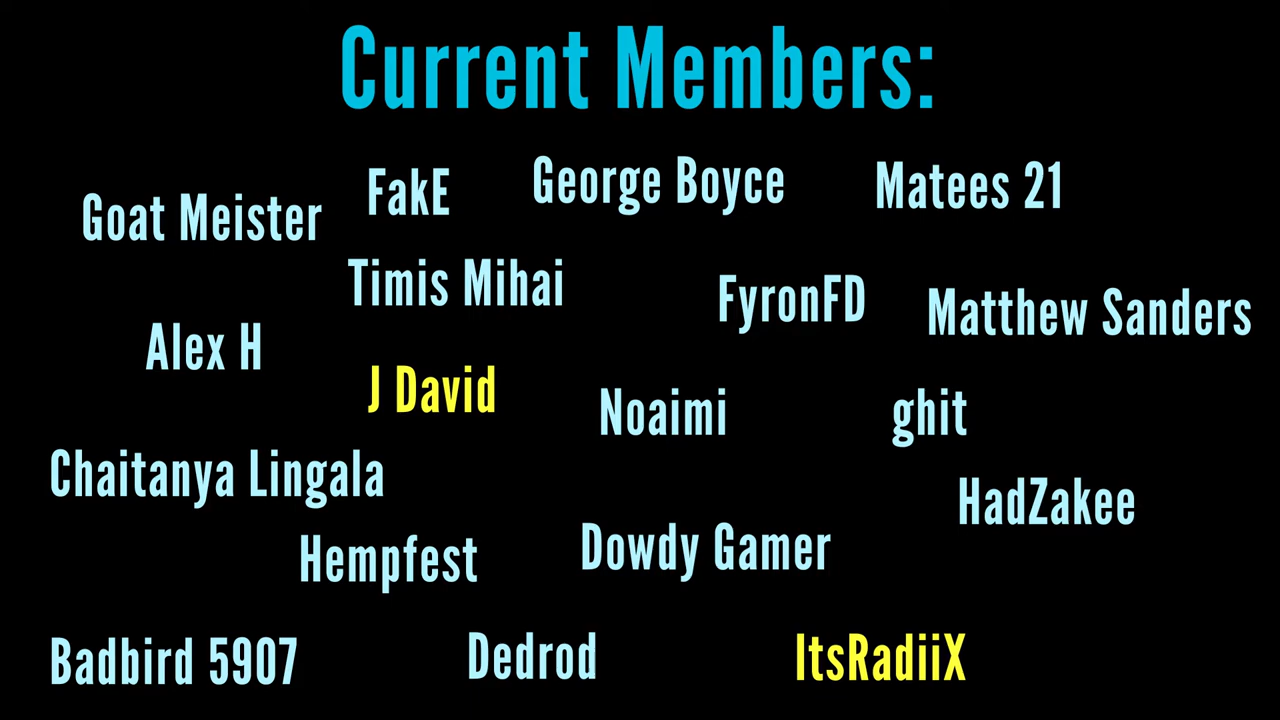 Current Members:
Goat Meister
FakE
George Boyce
Matees 21
Timis Mihai
FyronFD
Matthew Sanders
Alex H
J David
Noaimi
ghit
Chaitanya Lingala
HadZakee
Hempfest
Dowdy Gamer
Badbird 5907
Dedrod
ItsRadiiX